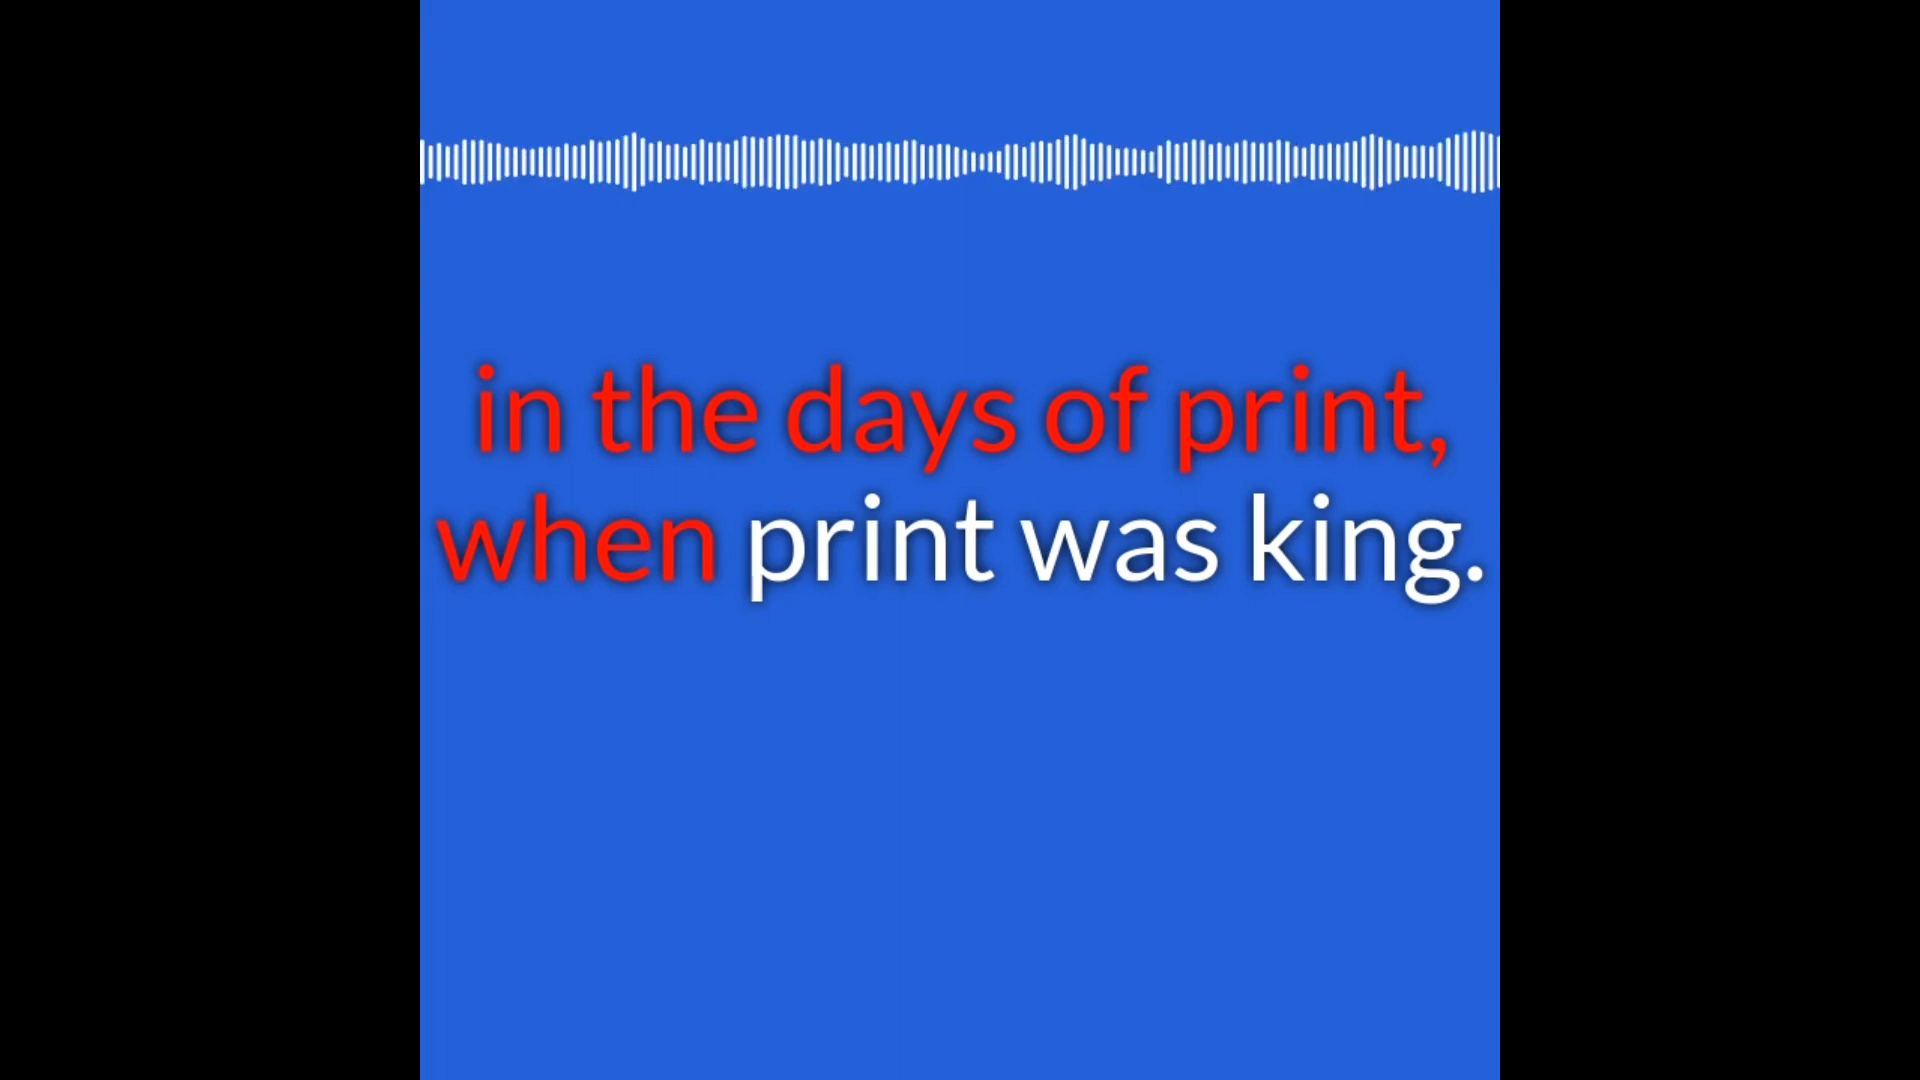 in the days of print,
when print was king.